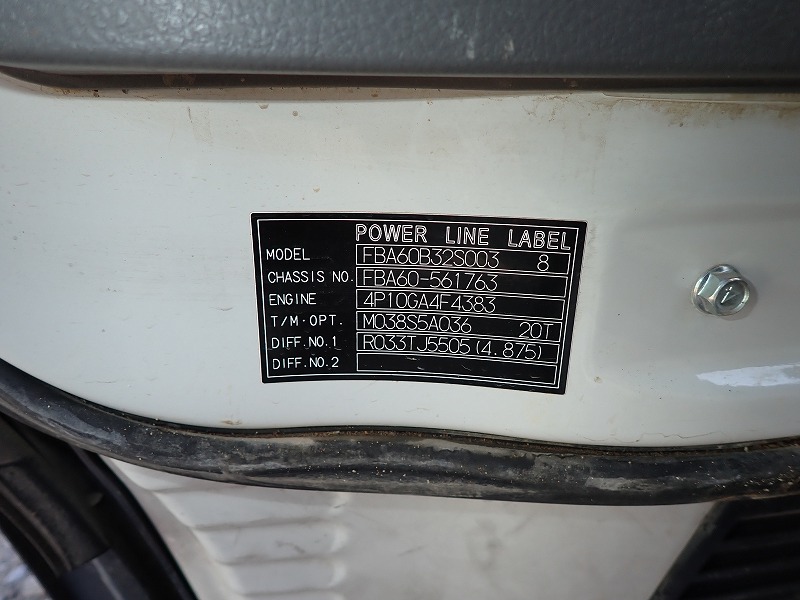 POWER LINE LABEL
MODEL FBA60B32S003 8
CHASSIS NO. FBA60-561763
ENGINE 4P10GA4F4383
T/M·OPT. M038S5A036 20T
DIFF.NO.1 R033TJ5505(4.875)
DIFF.NO.2